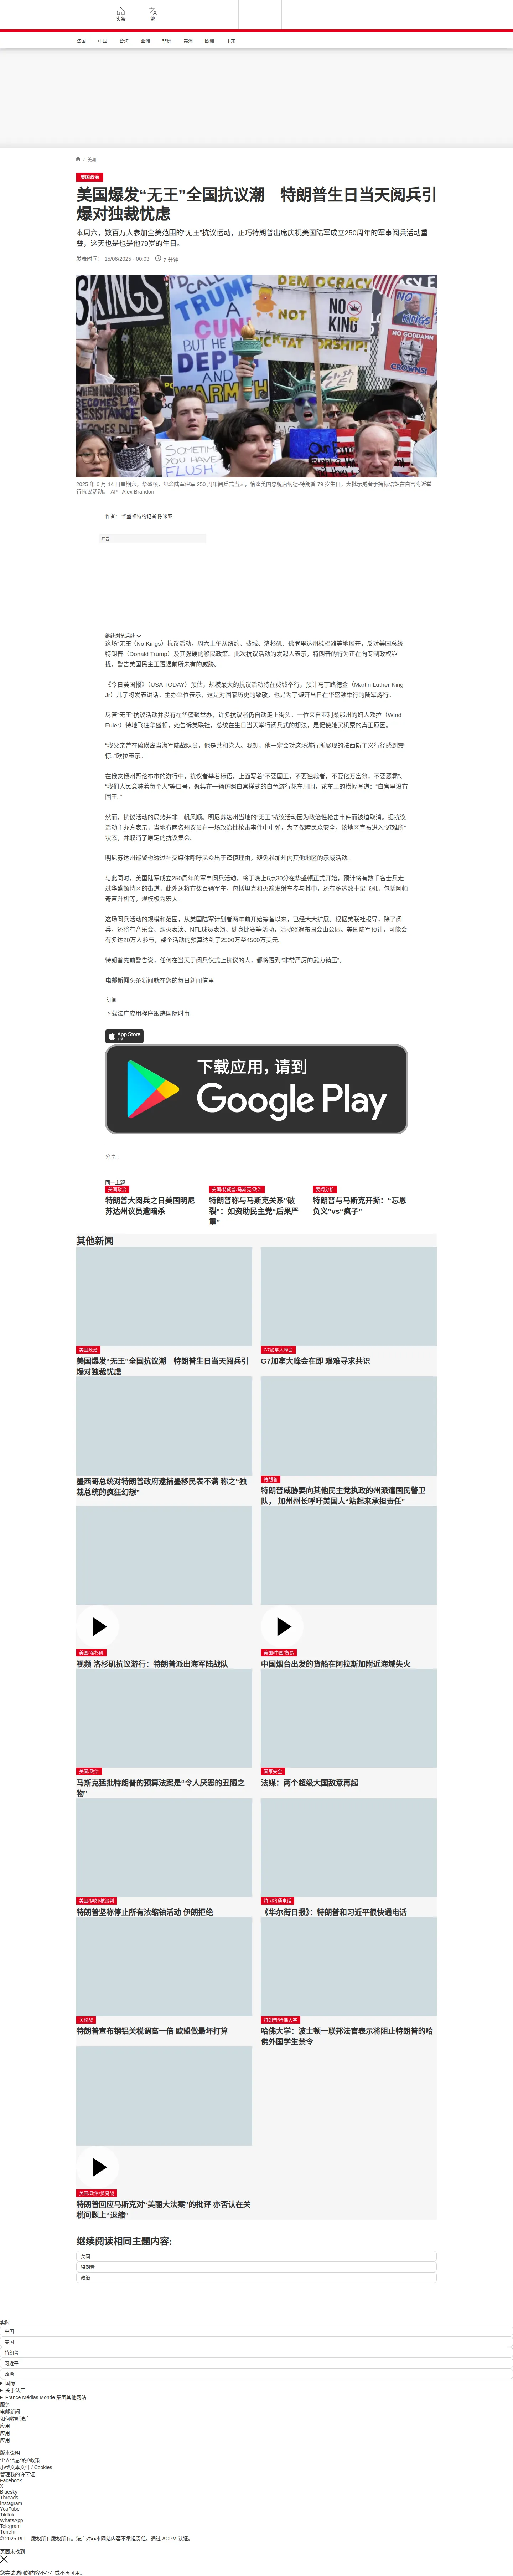 头条
繁
法国
中国
台海
亚洲
非洲
美洲
欧洲
中东
/ 政治
美国政治
美国爆发“无王”全国抗议潮　特朗普生日当天阅兵引
爆对独裁忧虑
本周六，数百万人参加全美范围的“无王”抗议运动，正巧特朗普出席庆祝美国陆军成立250周年的军事阅兵活动重
叠，这天也是也是他79岁的生日。
发表时间： 15/06/2025 - 00:03
7 分钟
KINGS
CALL TRUMP
A
CUN
BUT HE
DEPTH
AND
WARMTH
DEMOCRACY
NO
KING
NO GODDAMN
CROWNS!
SOMETIMES
YOU HAVE
FLUSH
2025 年 6 月 14 日星期六，华盛顿，纪念陆军建军 250 周年阅兵式当天，恰逢美国总统唐纳德·特朗普 79 岁生日，大批示威者手持标语站在白宫附近举
行抗议活动。 AP - Alex Brandon
作者： 华盛顿特约记者 陈米亚
广告
继续浏览后续
这场“无王”（No Kings）抗议活动，周六上午从纽约、费城、洛杉矶、佛罗里达州棕榈滩等地展开，反对美国总统
特朗普（Donald Trump）及其强硬的移民政策。此次抗议活动的发起人表示，特朗普的行为正在向专制政权靠
拢，警告美国民主正遭遇前所未有的威胁。
《今日美国报》（USA TODAY）预估，规模最大的抗议活动将在费城举行，预计马丁路德金（Martin Luther King
Jr）儿子将发表讲话。主办单位表示，这是对国家历史的致敬，也是为了避开当日在华盛顿举行的陆军游行。
尽管“无王”抗议活动并没有在华盛顿举办，许多抗议者仍自动走上街头。一位来自亚利桑那州的妇人欧拉（Wind
Euler）特地飞往华盛顿，她告诉美联社，总统在生日当天举行阅兵式的想法，是促使她买机票的真正原因。
“我父亲曾在硫磺岛当海军陆战队员，他是共和党人。我想，他一定会对这场游行所展现的法西斯主义行径感到震
惊。”欧拉表示。
在俄亥俄州哥伦布市的游行中，抗议者举着标语，上面写着“不要国王，不要独裁者，不要亿万富翁，不要恶霸”、
“我们人民意味着每个人”等口号，聚集在一辆仿照白宫样式的白色游行花车周围，花车上的横幅写道：“白宫里没有
国王。”
然而，抗议活动的局势并非一帆风顺，明尼苏达州当地的“无王”抗议活动因为政治性枪击事件而被迫取消。据抗议
活动主办方表示，当地有两名州议员在一场政治性枪击事件中中弹，为了保障民众安全，该地区宣布进入“避难所”
状态，并取消了原定的抗议集会。
明尼苏达州巡警也透过社交媒体呼吁民众出于谨慎理由，避免参加州内其他地区的示威活动。
与此同时，美国陆军成立250周年的军事阅兵活动，将于晚上6点30分在华盛顿正式开始，预计将有数千名士兵走
过华盛顿特区的街道，此外还将有数百辆军车，包括坦克和火箭发射车参与其中，还有多达数十架飞机，包括阿帕
奇直升机等，规模极为宏大。
这场阅兵活动的规模和范围，从美国陆军计划者两年前开始筹备以来，已经大大扩展。根据美联社报导，除了阅
兵，还将有音乐会、烟火表演、NFL球员表演、健身比赛等活动，活动将遍布国会山公园。美国陆军预计，可能会
有多达20万人参与，整个活动的预算达到了2500万至4500万美元。
特朗普先前警告说，任何在当天于阅兵仪式上抗议的人，都将遭到“非常严厉的武力镇压”。
电邮新闻头条新闻就在您的每日新闻信里
订阅
下载法广应用程序跟踪国际时事
App Store
下载
下载应用，请到
Google Play
分享 :
同一主题
美国政治
特朗普大阅兵之日美国明尼
苏达州议员遭暗杀
美国/特朗普/马斯克/政治
特朗普称与马斯克关系“破
裂”：如资助民主党“后果严
重”
要闻分析
特朗普与马斯克开撕：“忘恩
负义”vs“疯子”
其他新闻
美国政治
美国爆发“无王”全国抗议潮　特朗普生日当天阅兵引
爆对独裁忧虑
G7加拿大峰会
G7加拿大峰会在即 艰难寻求共识
墨西哥总统对特朗普政府逮捕墨移民表不满 称之“独
裁总统的疯狂幻想”
特朗普
特朗普威胁要向其他民主党执政的州派遣国民警卫
队， 加州州长呼吁美国人“站起来承担责任”
美国/洛杉矶
视频 洛杉矶抗议游行：特朗普派出海军陆战队
美国/中国/贸易
中国烟台出发的货船在阿拉斯加附近海域失火
美国/政治
马斯克猛批特朗普的预算法案是“令人厌恶的丑陋之
物”
国家安全
法媒：两个超级大国敌意再起
美国/伊朗/核谈判
特朗普坚称停止所有浓缩铀活动 伊朗拒绝
特习将通电话
《华尔街日报》：特朗普和习近平很快通电话
关税战
特朗普宣布钢铝关税调高一倍 欧盟做最坏打算
特朗普/哈佛大学
哈佛大学：波士顿一联邦法官表示将阻止特朗普的哈
佛外国学生禁令
美国/政治/贸易战
特朗普回应马斯克对“美丽大法案”的批评 亦否认在关
税问题上“退缩”
继续阅读相同主题内容:
美国
特朗普
政治
实时
中国
美国
特朗普
习近平
政治
国际
关于法广
France Médias Monde 集团其他网站
服务
电邮新闻
如何收听法广
应用
应用
应用
版本说明
个人信息保护政策
小型文本文件 / Cookies
管理我的许可证
Facebook
X
Bluesky
Threads
Instagram
YouTube
TikTok
WhatsApp
Telegram
TuneIn
© 2025 RFI – 版权所有版权所有。法广对非本网站内容不承担责任。通过 ACPM 认证。
页面未找到
您尝试访问的内容不存在或不再可用。